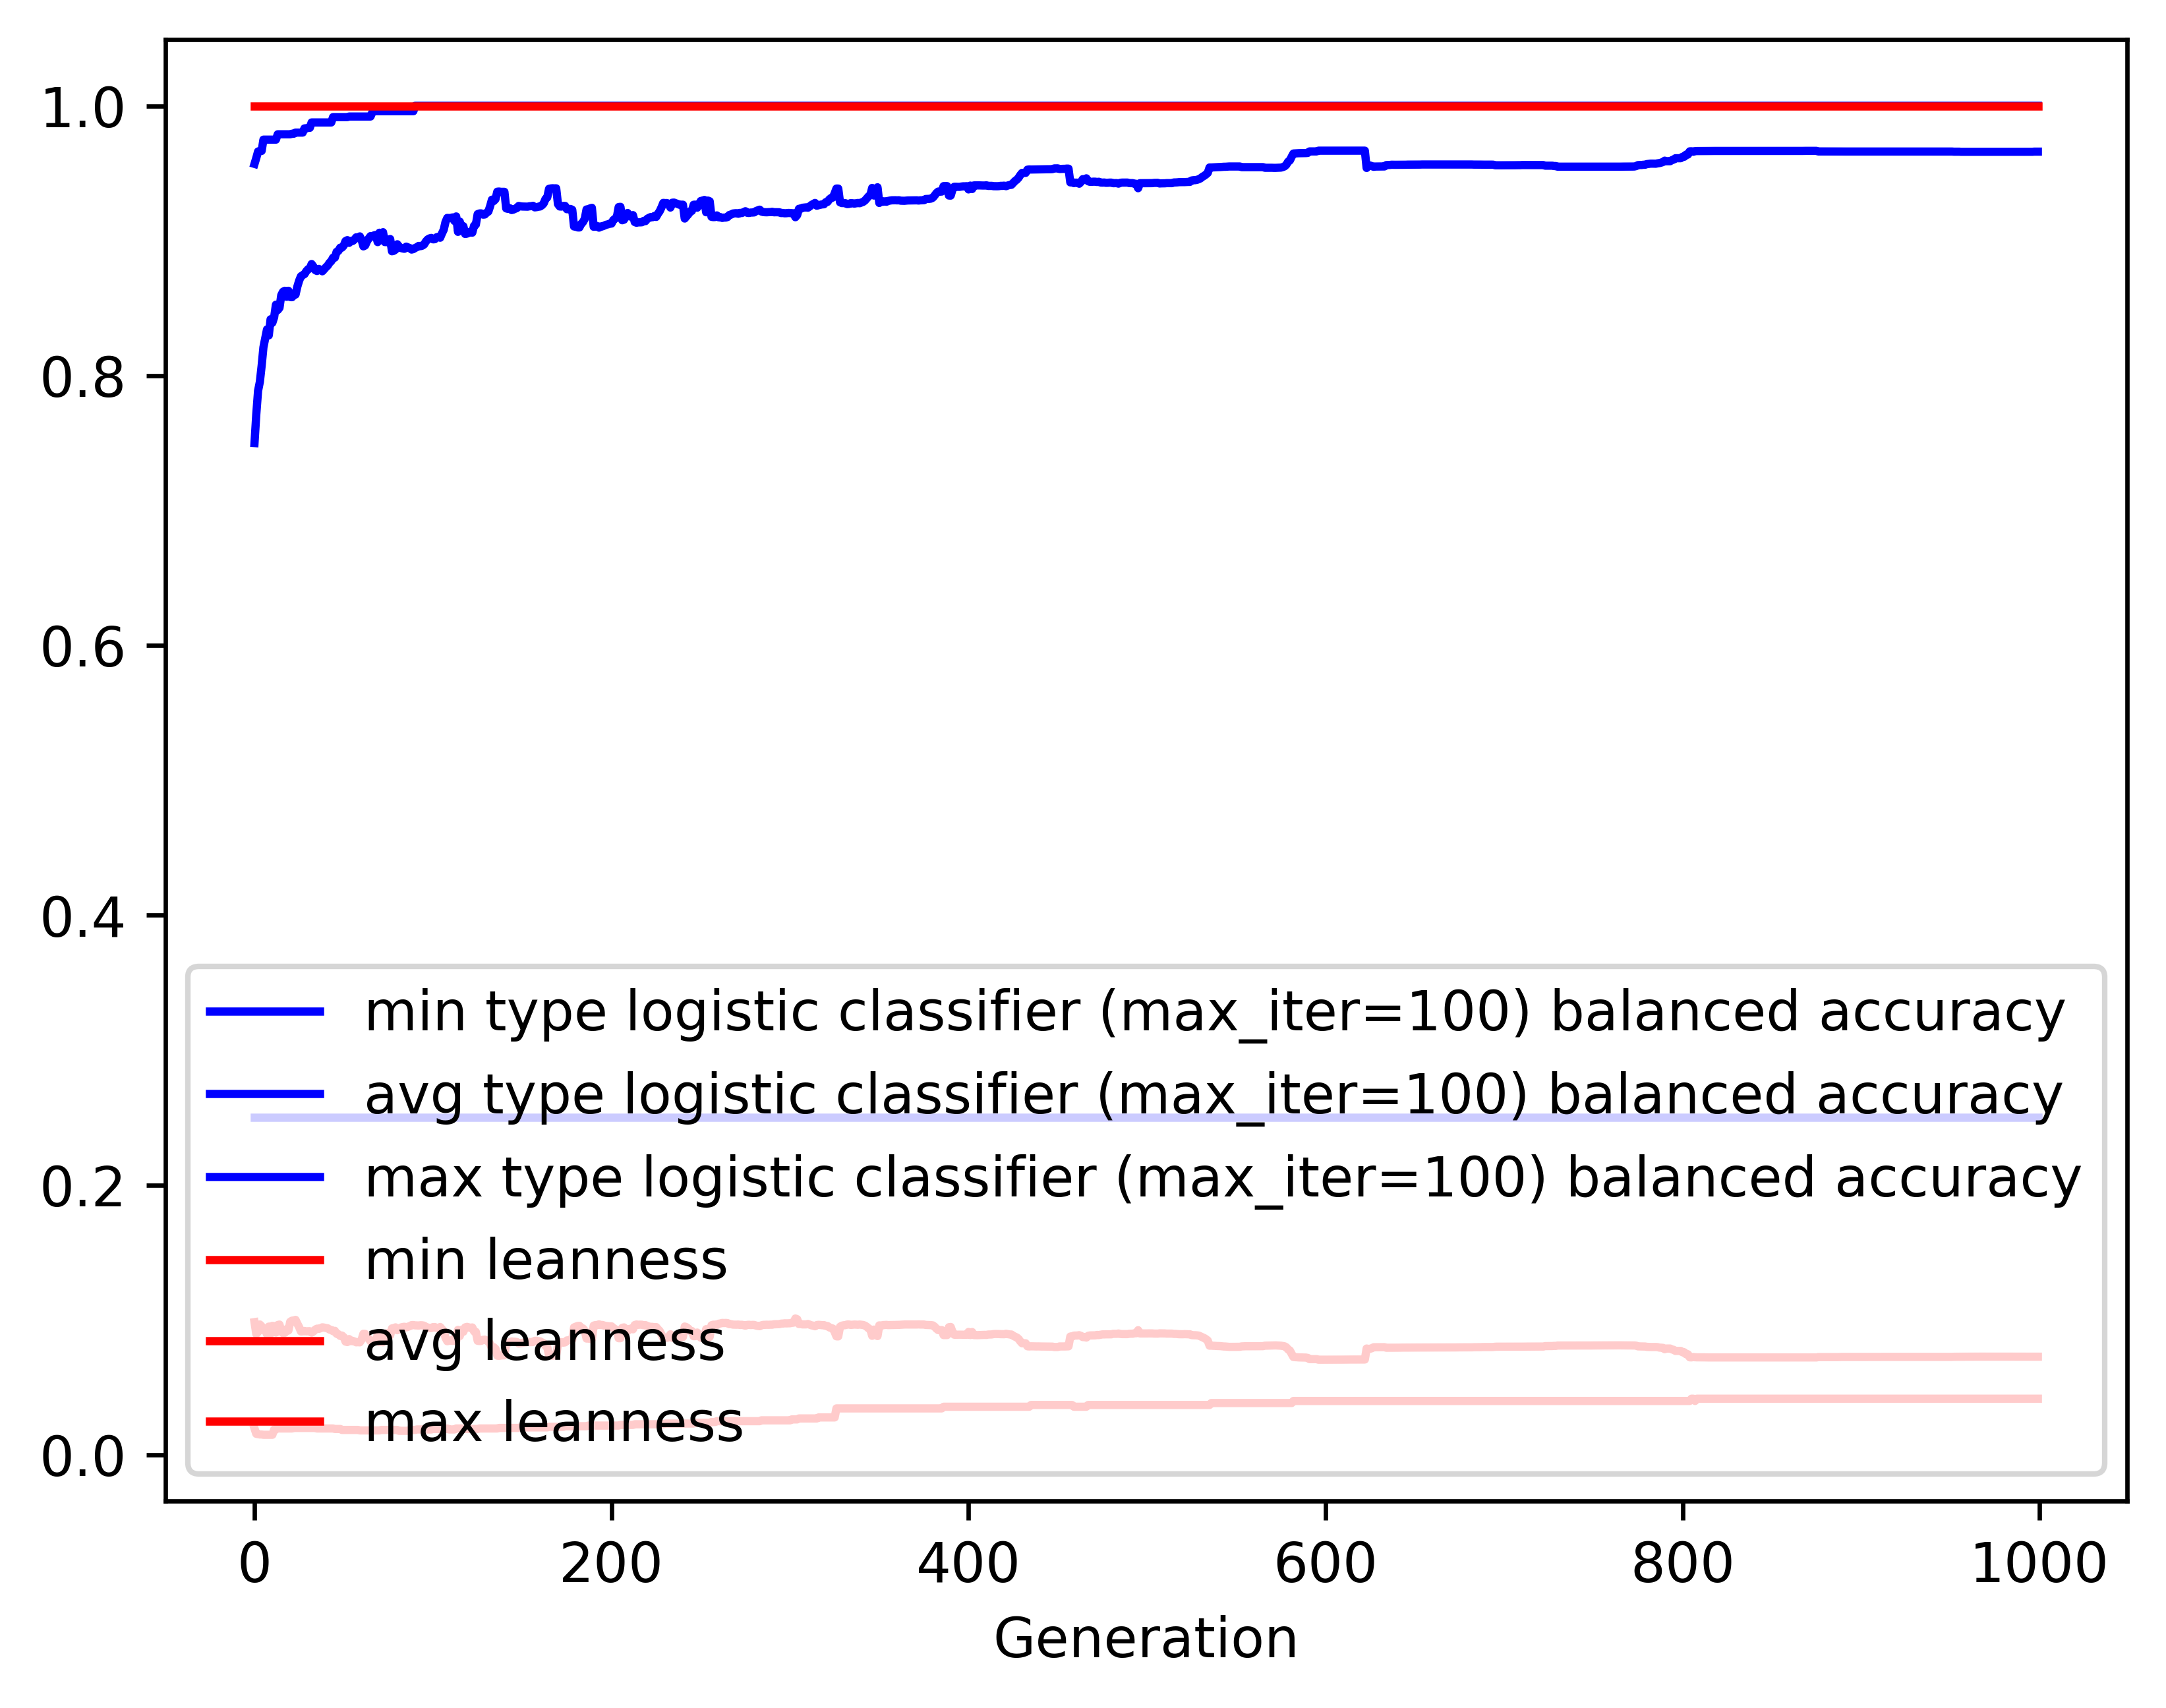 1.0
0.8
0.6
0.4
0.2
0.0
min type logistic classifier (max_iter=100) balanced accuracy
avg type logistic classifier (max_iter=100) balanced accuracy
max type logistic classifier (max_iter=100) balanced accuracy
min leanness
avg leanness
max leanness
0 200 400 600 800 1000
Generation